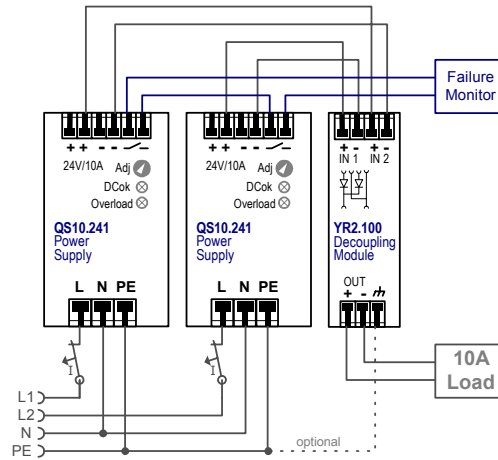 Failure
Monitor
+ + - -
24V/10A Adj
DCok
Overload
QS10.241
Power
Supply
L N PE
I
+ + - -
24V/10A Adj
DCok
Overload
QS10.241
Power
Supply
L N PE
I
+ - + -
IN 1 IN 2
YR2.100
Decoupling
Module
OUT
+ -
10A
Load
L1
L2
N
PE
optional